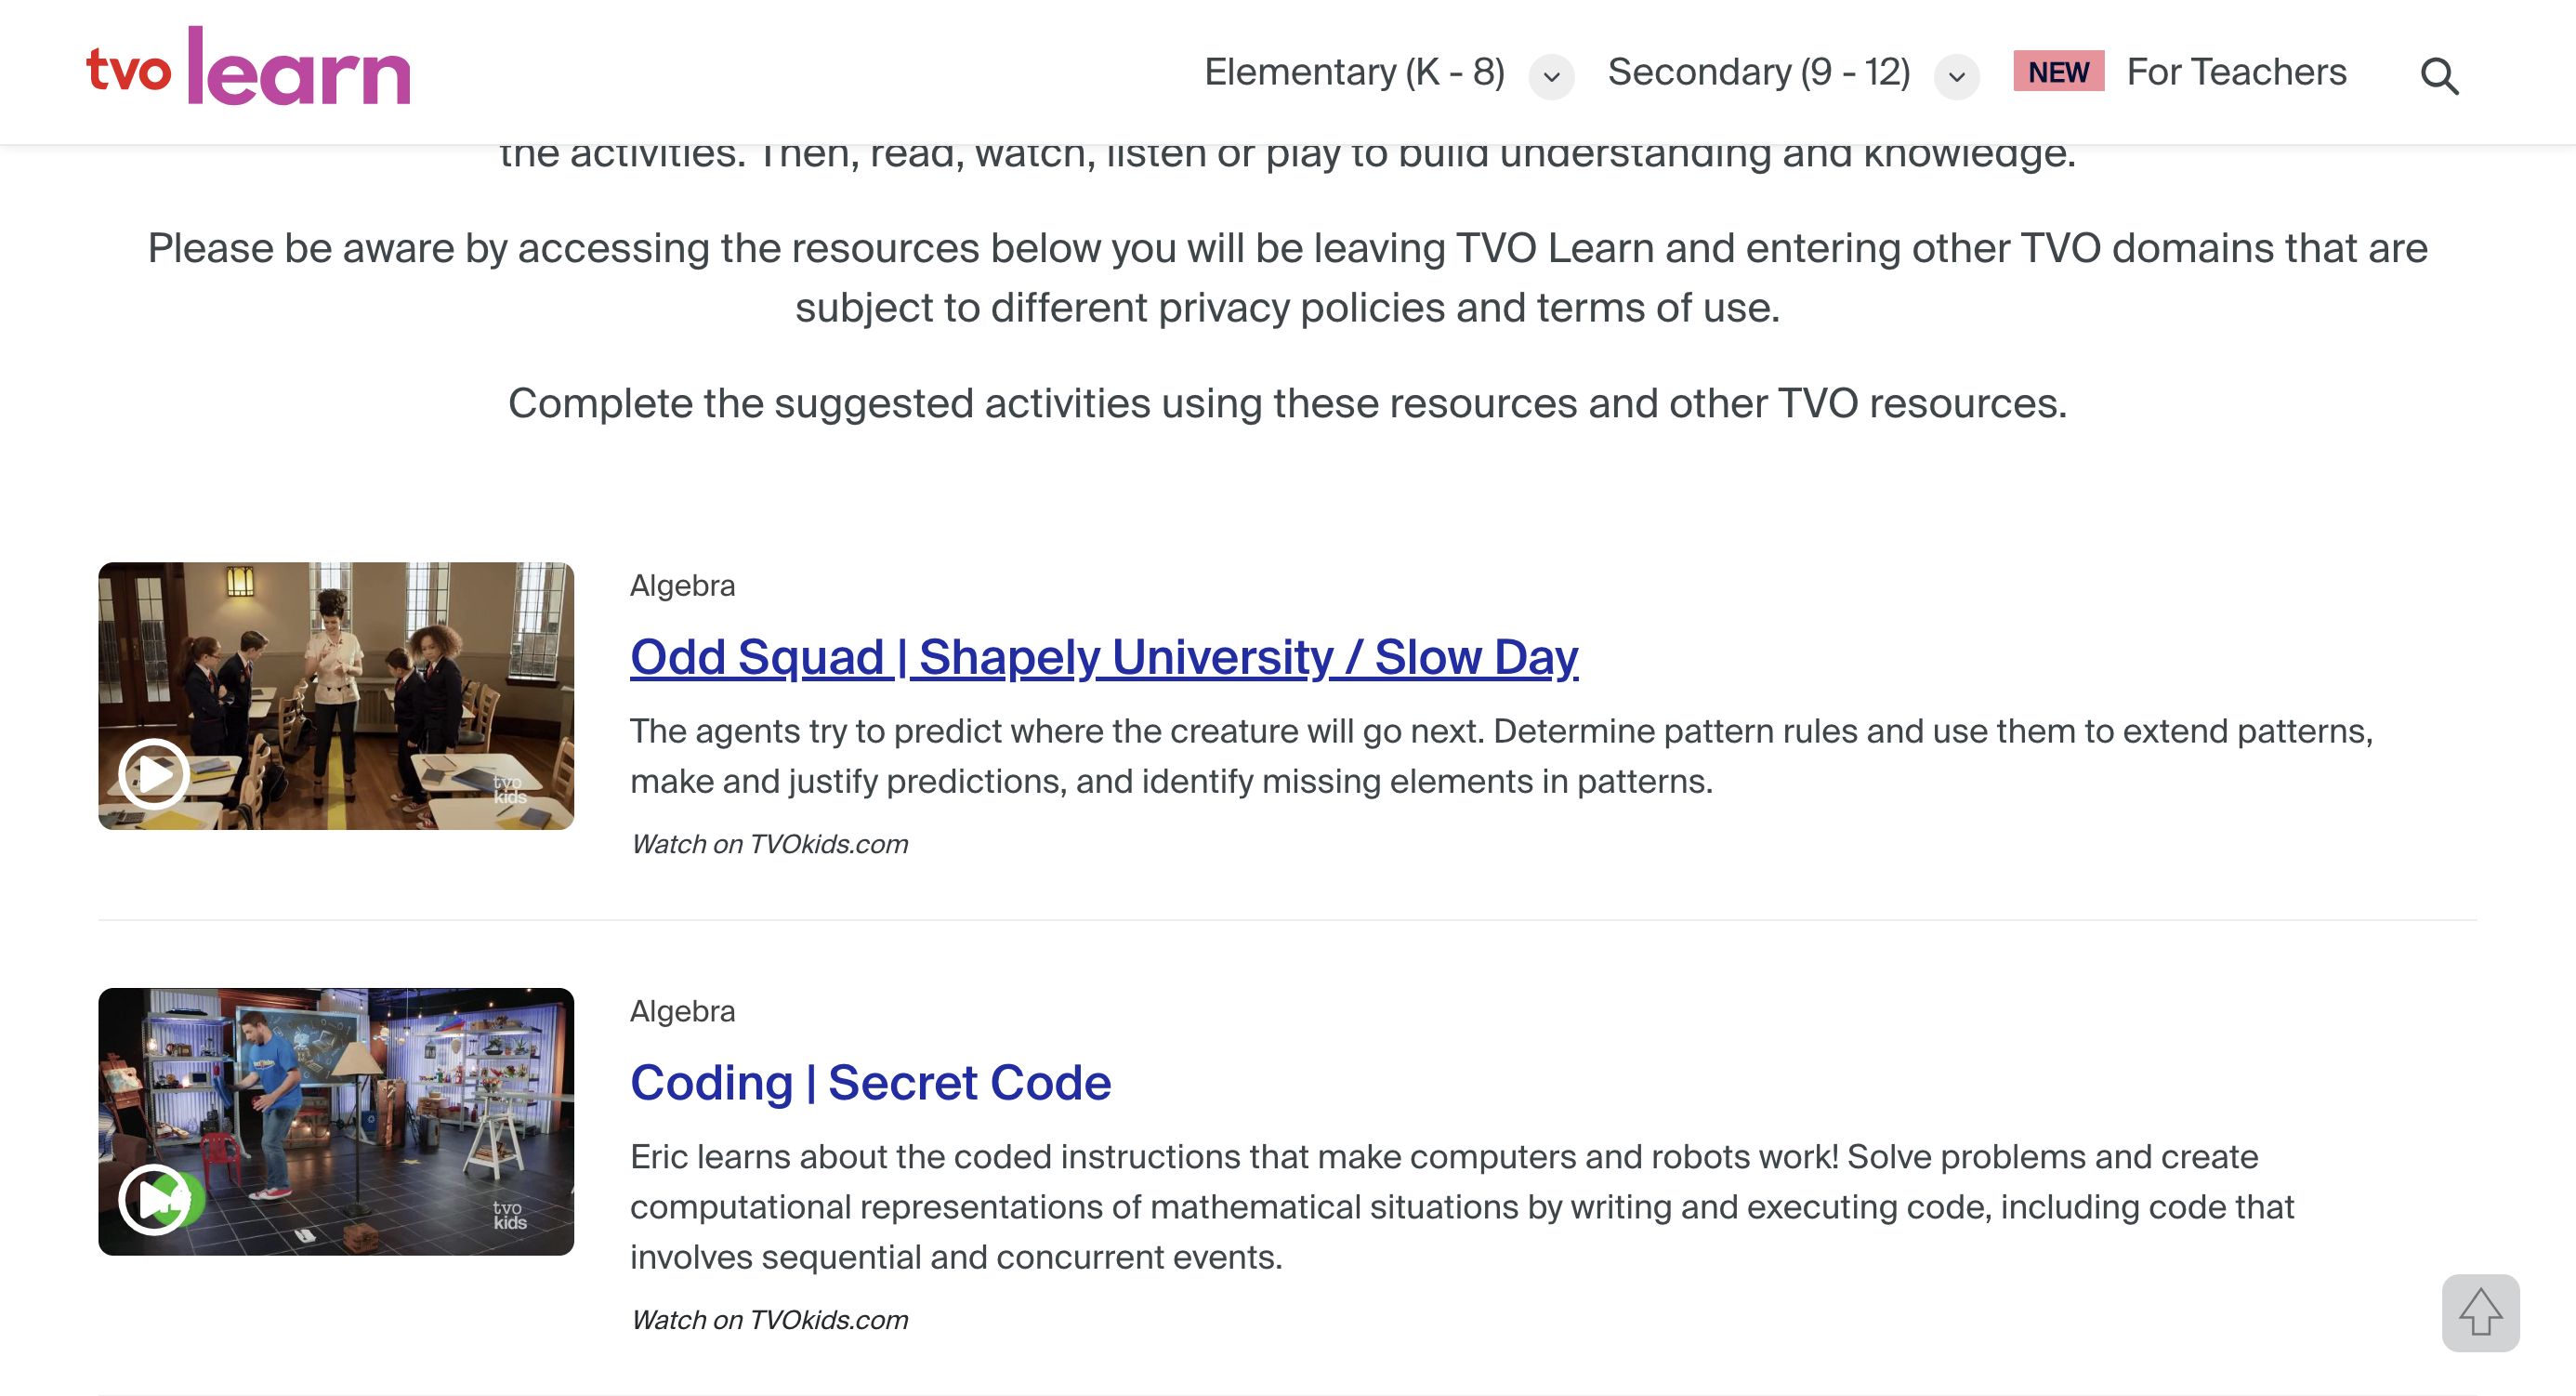 tvo learn
Elementary (K - 8) Secondary (9 - 12) NEW For Teachers
the activities. Then, read, watch, listen or play to build understanding and knowledge.
Please be aware by accessing the resources below you will be leaving TVO Learn and entering other TVO domains that are
subject to different privacy policies and terms of use.
Complete the suggested activities using these resources and other TVO resources.
Algebra
Odd Squad | Shapely University / Slow Day
The agents try to predict where the creature will go next. Determine pattern rules and use them to extend patterns,
make and justify predictions, and identify missing elements in patterns.
tvo
kids
Watch on TVOkids.com
Algebra
Coding | Secret Code
Eric learns about the coded instructions that make computers and robots work! Solve problems and create
computational representations of mathematical situations by writing and executing code, including code that
involves sequential and concurrent events.
tvo
kids
Watch on TVOkids.com